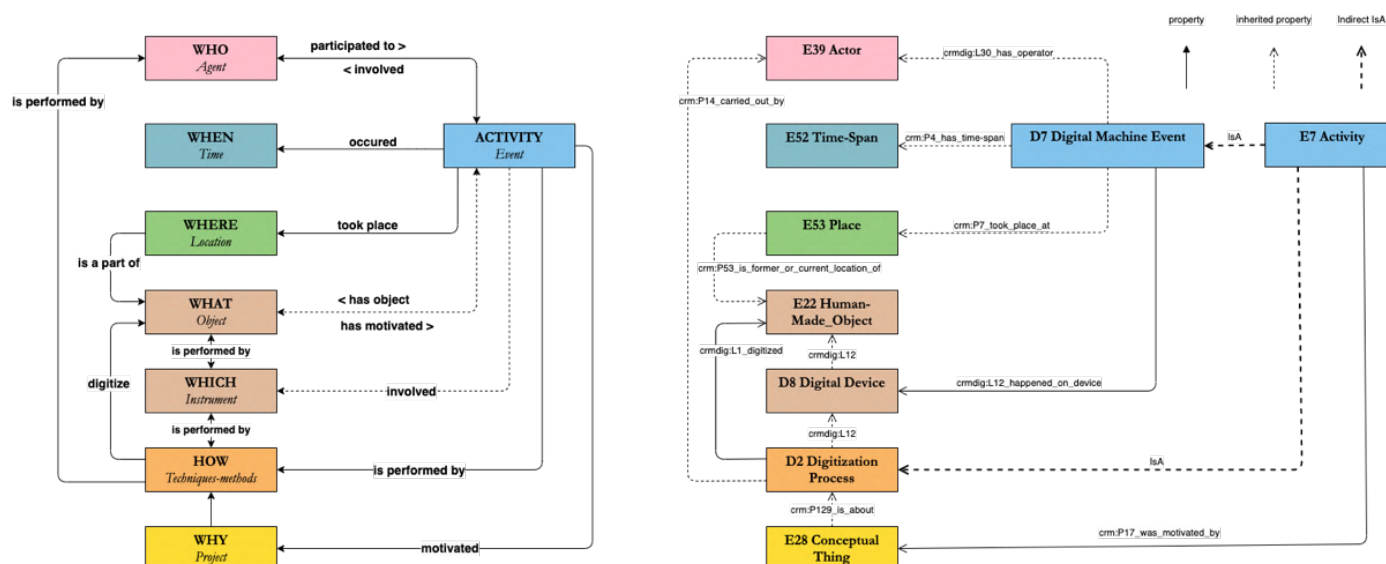 WHO
Agent
participated to >
< involved
is performed by
WHEN
Time
occured
ACTIVITY
Event
WHERE
Location
took place
is a part of
WHAT
Object
< has object
has motivated >
is performed by
digitize
WHICH
Instrument
involved
is performed by
HOW
Techniques-methods
is performed by
WHY
Project
motivated
property
inherited property
Indirect IsA
E39 Actor
crmdig:L30_has_operator
crm:P14_carried_out_by
E52 Time-Span
crm:P4_has_time-span
D7 Digital Machine Event
IsA
E7 Activity
E53 Place
crm:P7_took_place_at
crm:P53_is_former_or_current_location_of
E22 Human-
Made_Object
crmdig:L1_digitized
crmdig:L12
D8 Digital Device
crmdig:L12_happened_on_device
crmdig:L12
D2 Digitization
Process
IsA
crm:P129_is_about
E28 Conceptual
Thing
crm:P17_was_motivated_by